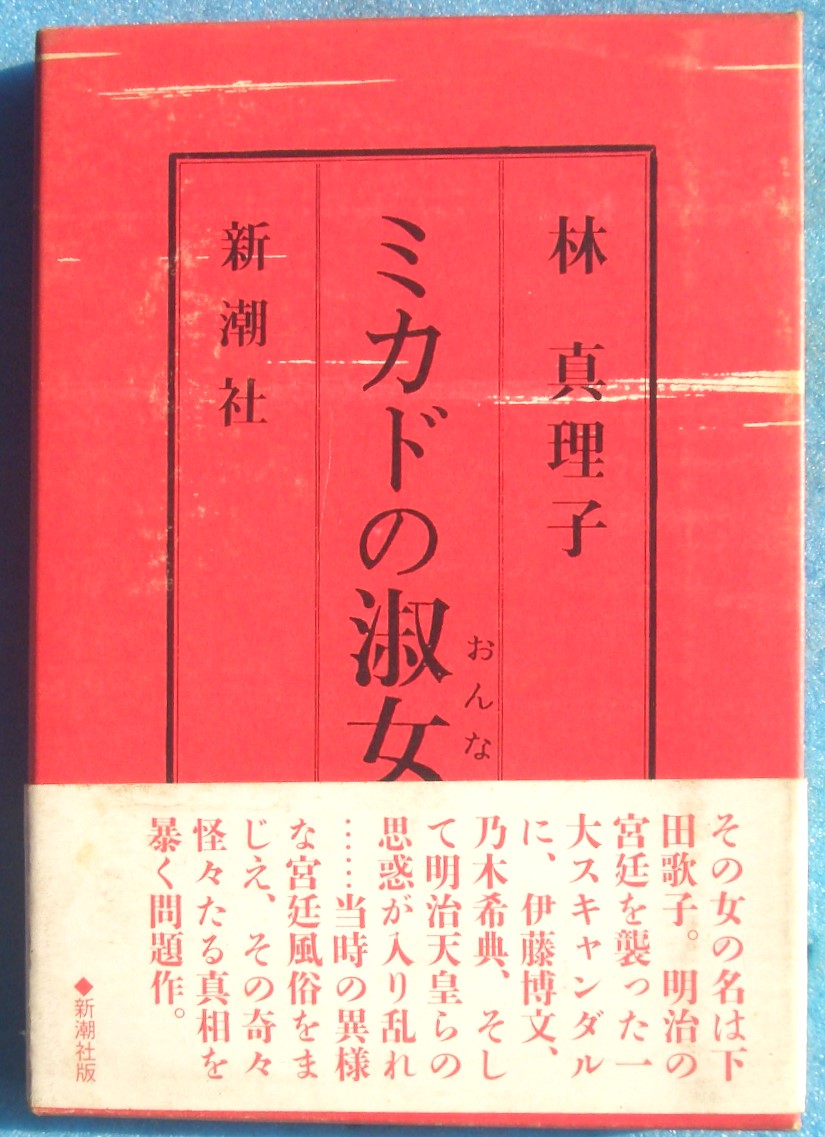 林 真理子
ミカドの淑女
おんな
新潮社
その女の名は下
田歌子。明治の
宮廷を襲った一
大スキャンダル
に、伊藤博文、
乃木希典、そし
て明治天皇らの
思惑が入り乱れ
……当時の異様
な宮廷風俗をま
じえ、その奇々
怪々たる真相を
暴く問題作。
◆新潮社版